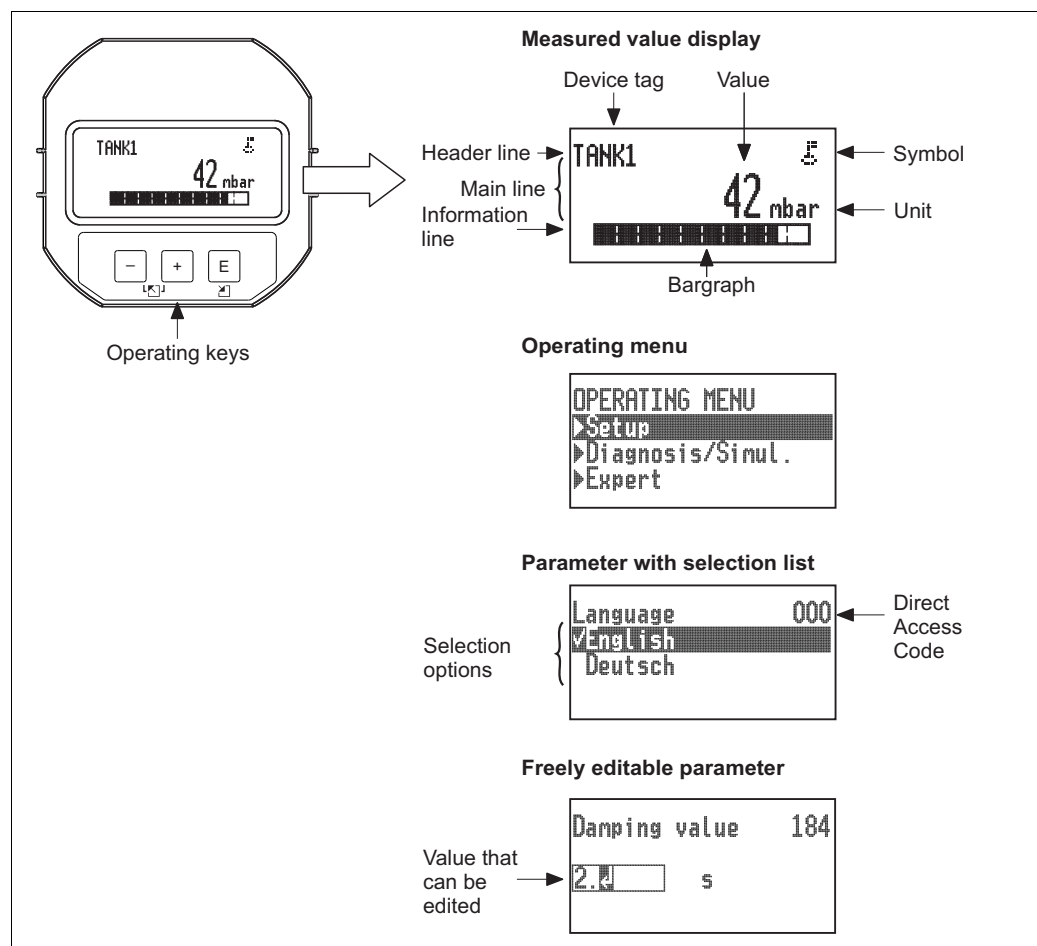 Measured value display
Device tag
Value
TANK1
42 mbar
- + E
Operating keys
Header line
Main line
Information
line
TANK1
42 mbar
Symbol
Unit
Bargraph
Operating menu
OPERATING MENU
Setup
Diagnosis/Simul.
Expert
Parameter with selection list
Selection
options
Language 000
English
Deutsch
Direct
Access
Code
Freely editable parameter
Value that
can be
edited
Damping value 184
2. s